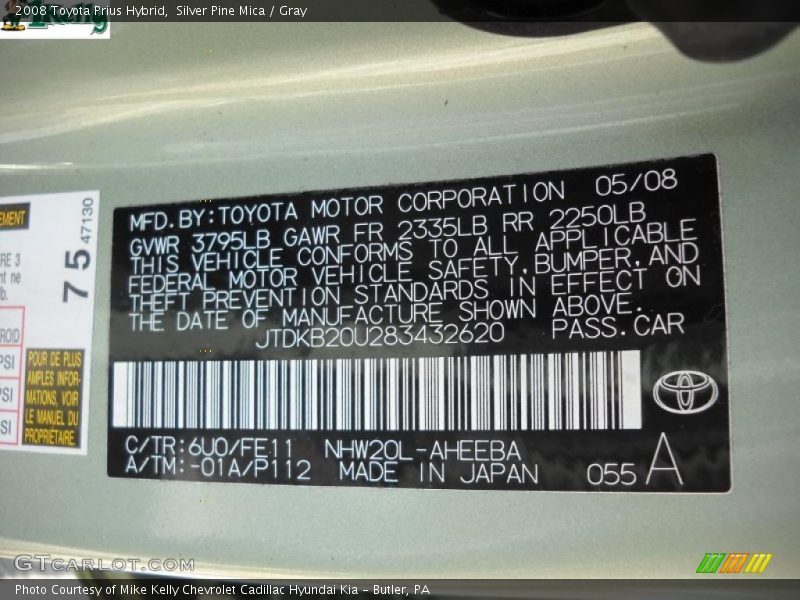 2008 Toyota Prius Hybrid,  Silver Pine Mica / Gray
MFD.BY:TOYOTA MOTOR CORPORATION 05/08
GVWR 3795LB GAWR FR 2335LB RR 2250LB
THIS VEHICLE CONFORMS TO ALL APPLICABLE
FEDERAL MOTOR VEHICLE SAFETY,BUMPER,AND
THEFT PREVENTION STANDARDS IN EFFECT ON
THE DATE OF MANUFACTURE SHOWN ABOVE.
JTDKB20U283432620 PASS.CAR
C/TR:6U0/FE11 NHW20L-AHEEBA
A/TM:-01A/P112 MADE IN JAPAN 055 A
75 47130
POUR DE PLUS
AMPLES INFOR-
MATIONS, VOIR
LE MANUEL DU
PROPRIÉTAIRE.
GTCARLOT.COM
Photo Courtesy of Mike Kelly Chevrolet Cadillac Hyundai Kia – Butler, PA